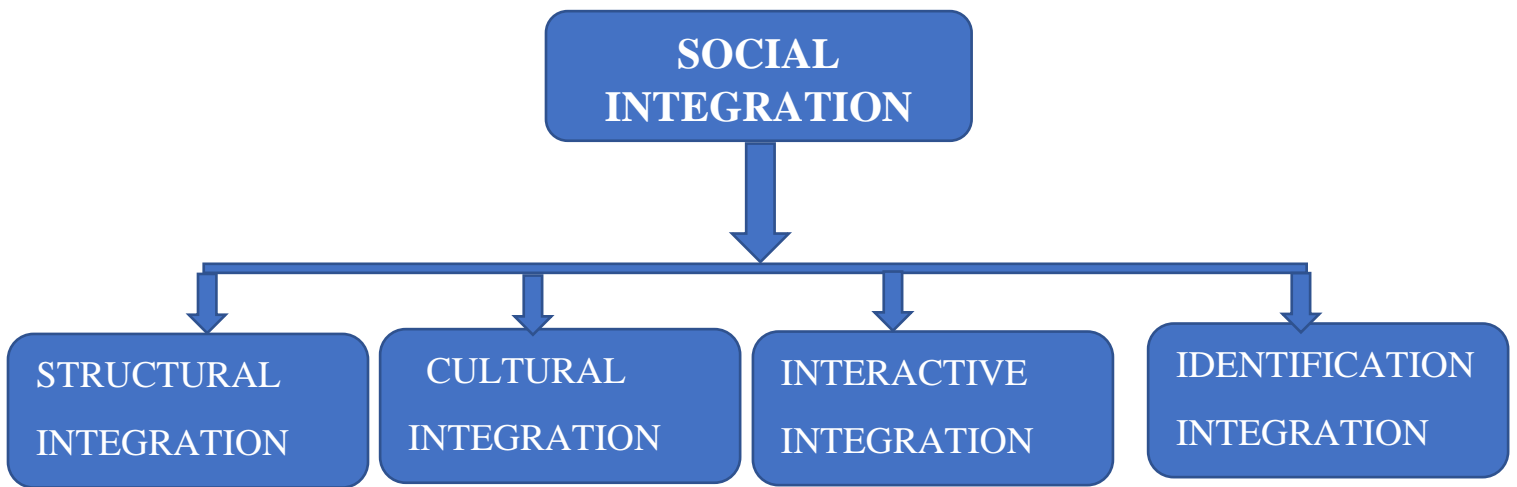 SOCIAL
INTEGRATION
STRUCTURAL
INTEGRATION
CULTURAL
INTEGRATION
INTERACTIVE
INTEGRATION
IDENTIFICATION
INTEGRATION